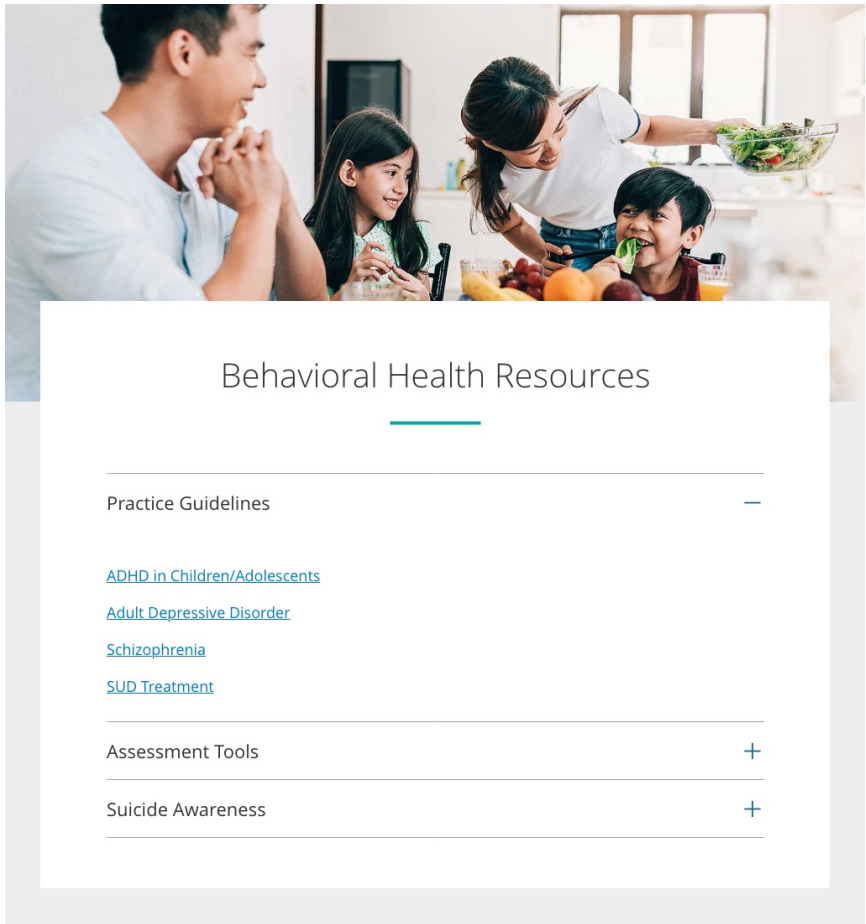 Behavioral Health Resources
Practice Guidelines
ADHD in Children/Adolescents
Adult Depressive Disorder
Schizophrenia
SUD Treatment
Assessment Tools
Suicide Awareness